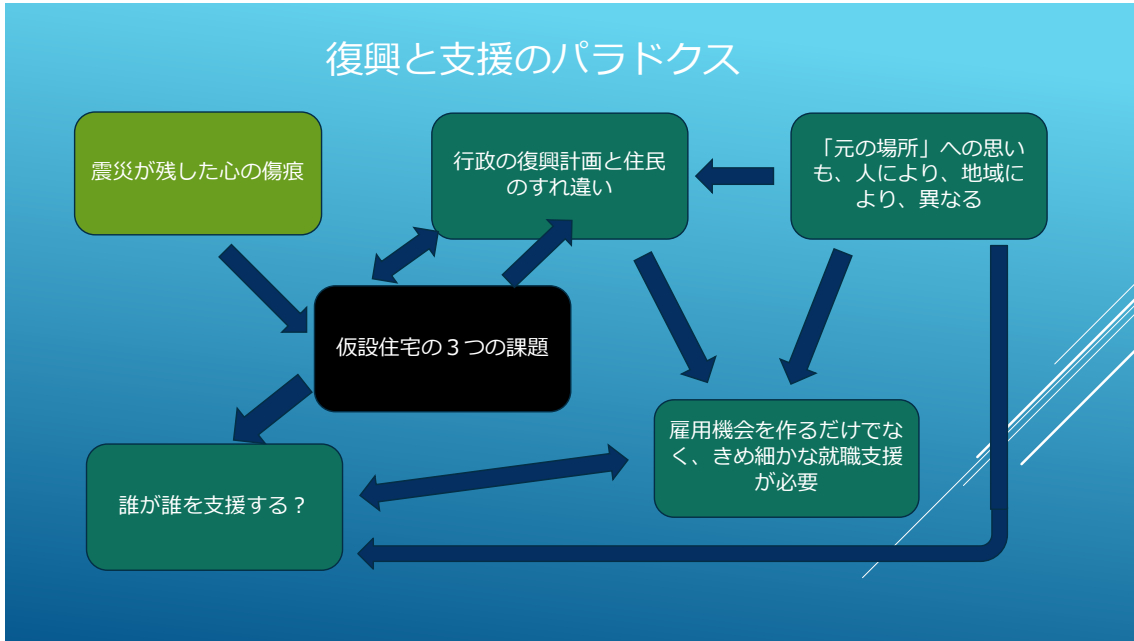 復興と支援のパラドクス
震災が残した心の傷痕
行政の復興計画と住民
のすれ違い
「元の場所」への思い
も、人により、地域に
より、異なる
仮設住宅の３つの課題
雇用機会を作るだけでな
く、きめ細かな就職支援
が必要
誰が誰を支援する？